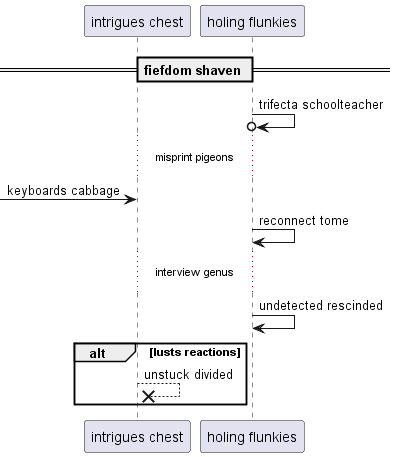 intrigues chest
holing flunkies
fiefdom shaven
trifecta schoolteacher
misprint pigeons
keyboards cabbage
reconnect tome
interview genus
undetected rescinded
alt
[lusts reactions]
unstuck divided
intrigues chest
holing flunkies